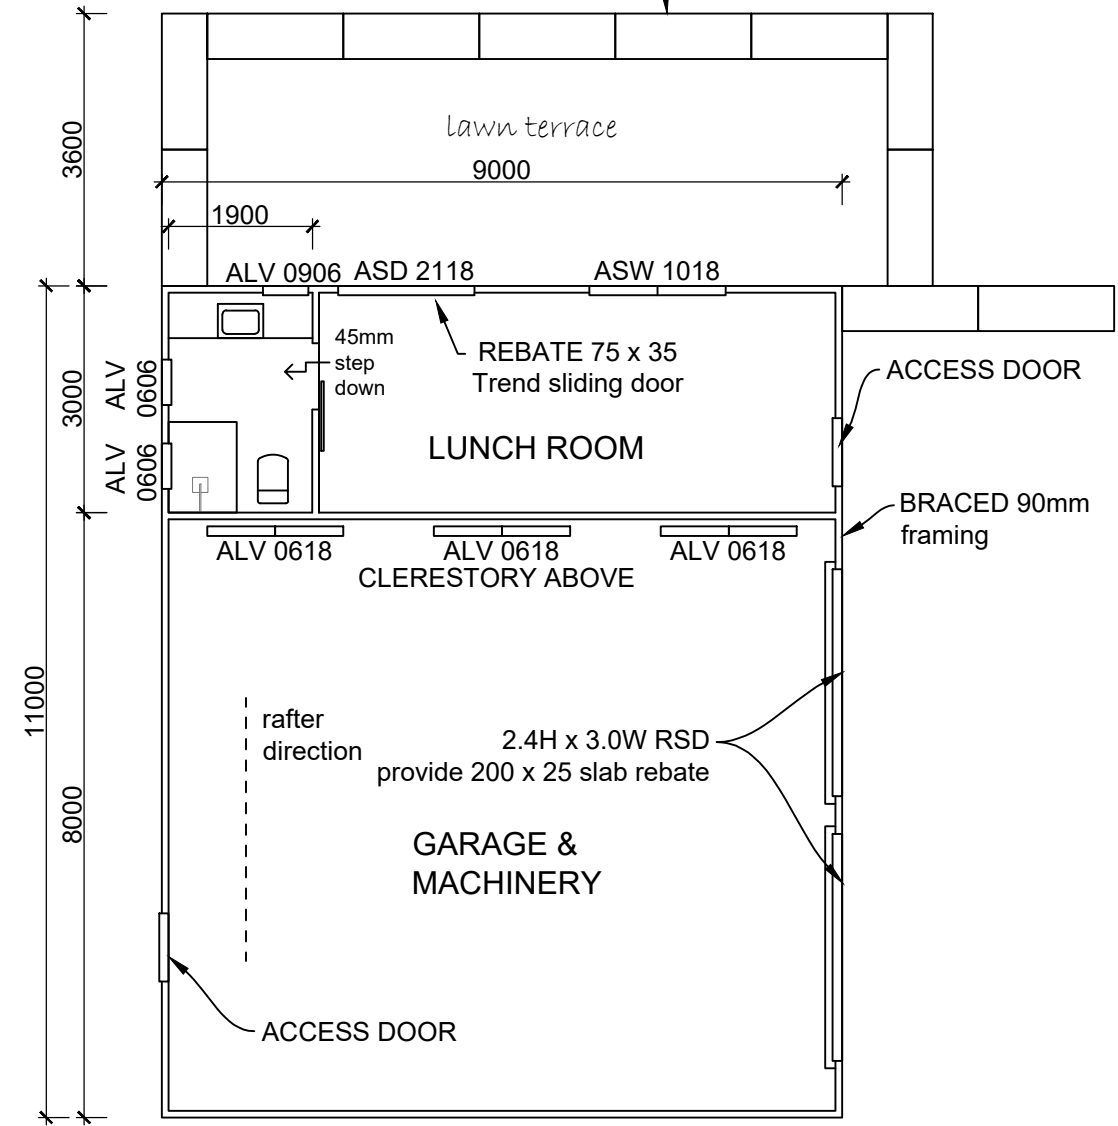 lawn terrace
3600
9000
1900
ALV 0906
ASD 2118
ASW 1018
45mm
step
down
REBATE 75 x 35
Trend sliding door
ACCESS DOOR
ALV
0606
3000
ALV
0606
LUNCH ROOM
BRACED 90mm
framing
ALV 0618
ALV 0618
ALV 0618
CLERESTORY ABOVE
11000
rafter
direction
2.4H x 3.0W RSD
provide 200 x 25 slab rebate
8000
GARAGE &
MACHINERY
ACCESS DOOR